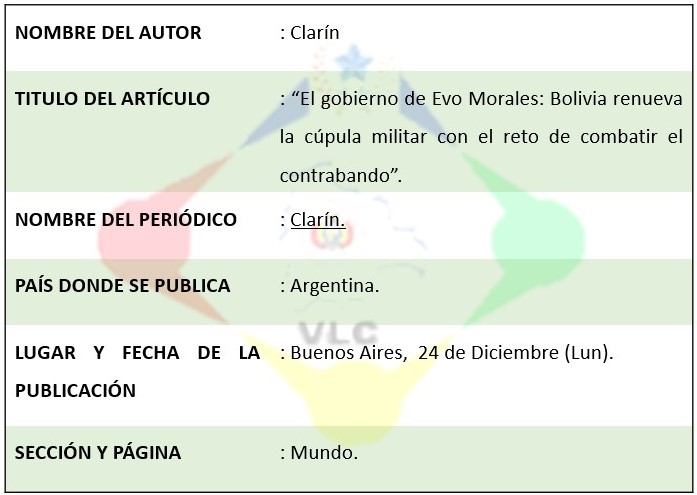 NOMBRE DEL AUTOR : Clarín
TITULO DEL ARTÍCULO : “El gobierno de Evo Morales: Bolivia renueva
la cúpula militar con el reto de combatir el
contrabando”.
NOMBRE DEL PERIÓDICO : Clarín.
PAÍS DONDE SE PUBLICA : Argentina.
VLC
LUGAR Y FECHA DE LA : Buenos Aires, 24 de Diciembre (Lun).
PUBLICACIÓN
SECCIÓN Y PÁGINA : Mundo.